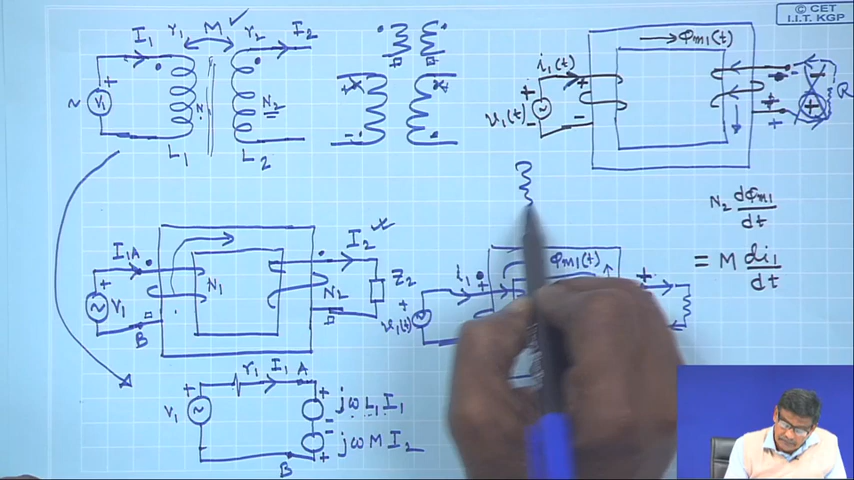 © CET
I.I.T. KGP
I₁ r₁ M r₂ I₂
+
~ V₁ N₁ N₂
L₁ L₂
+ -
i₁(t) → φm₁(t)
+ + -
v₁(t) ~ R
- - + +
N₂ dφm₁/dt
= M di₁/dt
I₁ A I₂
+ N₁ N₂ Z₂
~ V₁
B
i₁ + φm₁(t) +
+
v₁(t)
V₁ + ~ r₁ I₁ A
+ jωL₁I₁
-
- jωMI₂
+
B